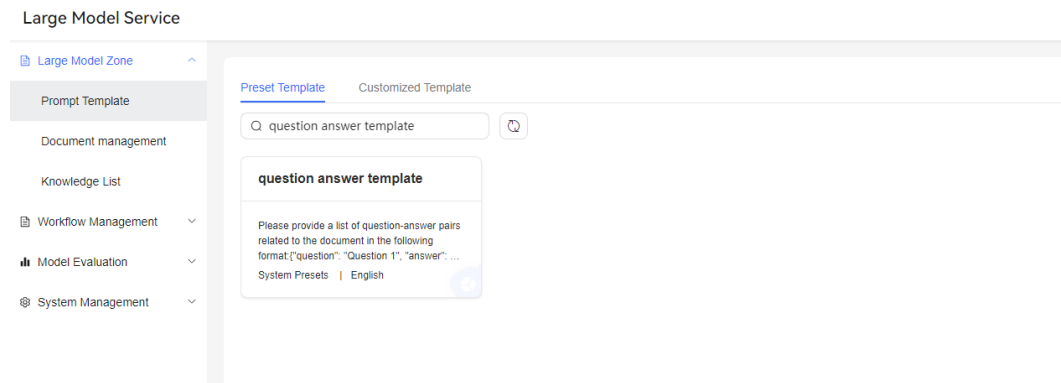 Large Model Service
Large Model Zone
Prompt Template
Document management
Knowledge List
Workflow Management
Model Evaluation
System Management
Preset Template
Customized Template
question answer template
question answer template
Please provide a list of question-answer pairs
related to the document in the following
format:{"question": "Question 1", "answer": ...
System Presets | English